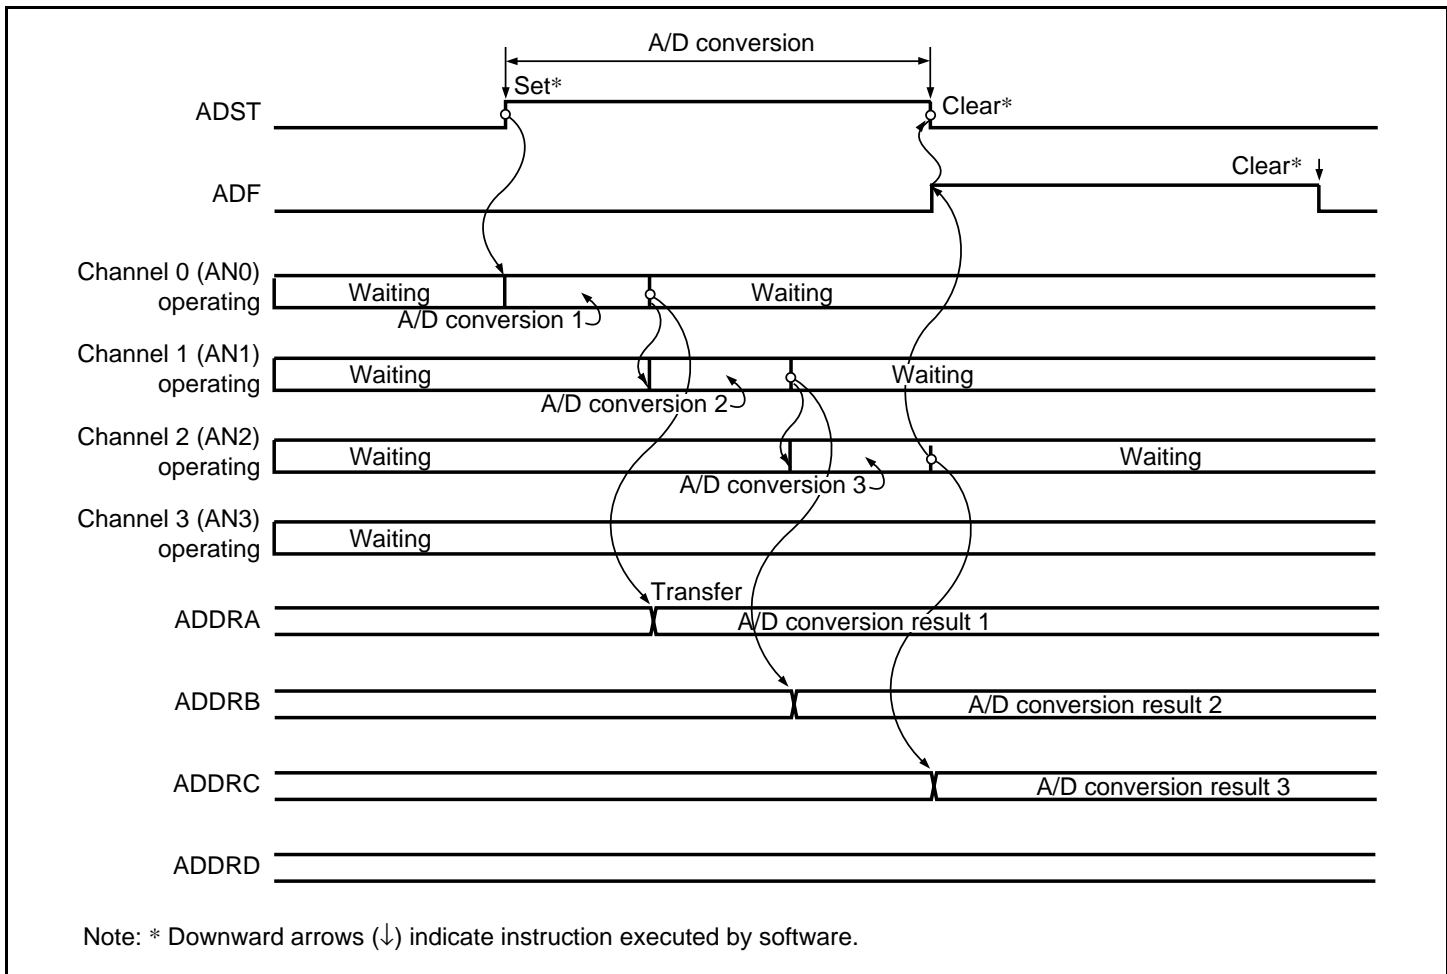 A/D conversion
Set*
ADST
Clear*
Clear*
ADF
Channel 0 (AN0)
operating
Waiting
Waiting
A/D conversion 1
Channel 1 (AN1)
operating
Waiting
Waiting
A/D conversion 2
Channel 2 (AN2)
operating
Waiting
Waiting
A/D conversion 3
Channel 3 (AN3)
operating
Waiting
Transfer
ADDRA
A/D conversion result 1
ADDRB
A/D conversion result 2
ADDRC
A/D conversion result 3
ADDRD
Note: * Downward arrows (↓) indicate instruction executed by software.